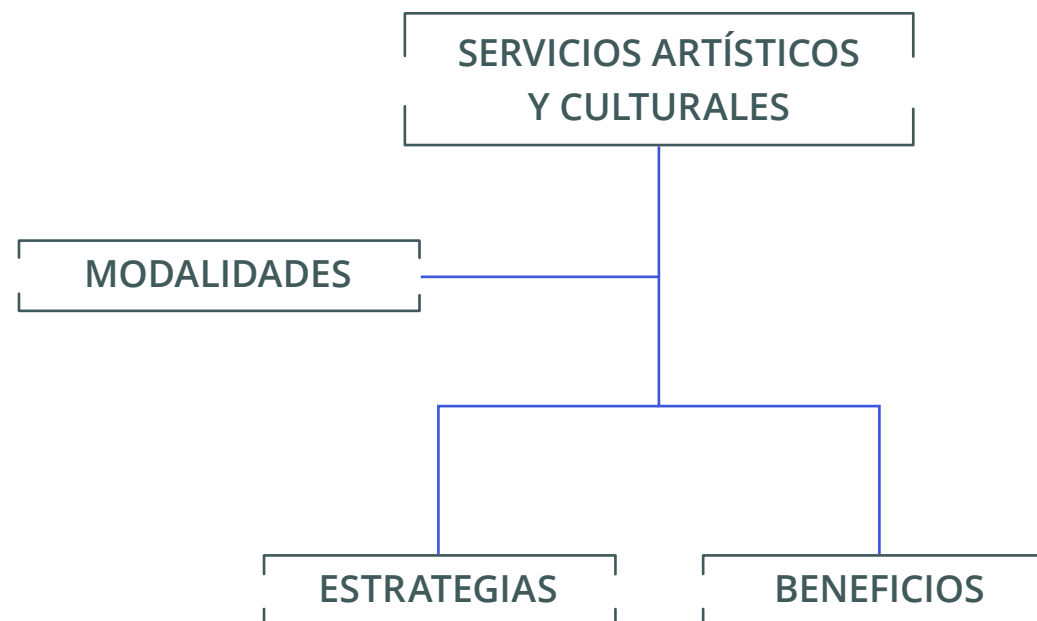 SERVICIOS ARTÍSTICOS
Y CULTURALES
MODALIDADES
ESTRATEGIAS
BENEFICIOS